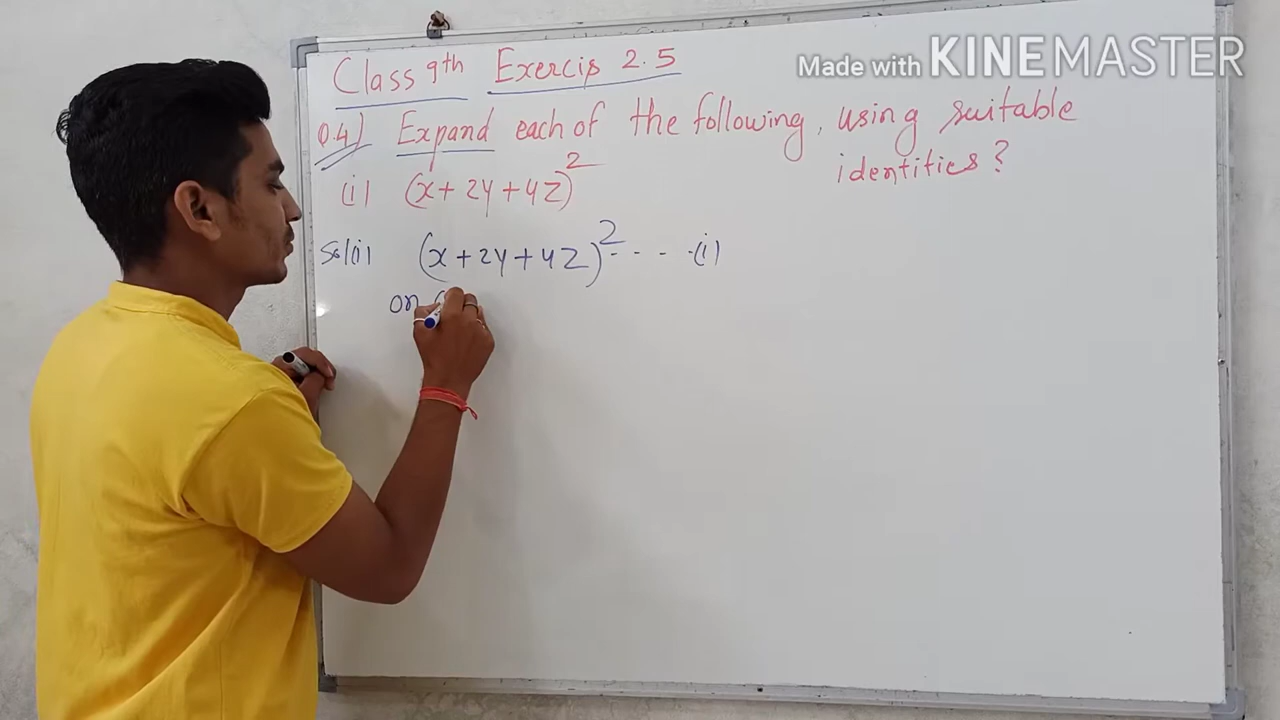 Made with KINEMASTER
Class 9th Exercis 2.5
Q.4) Expand each of the following, using suitable
identities?
(i) (x+2y+4z)²
Sol(i) (x+2y+4z)² - - - -(i)
on